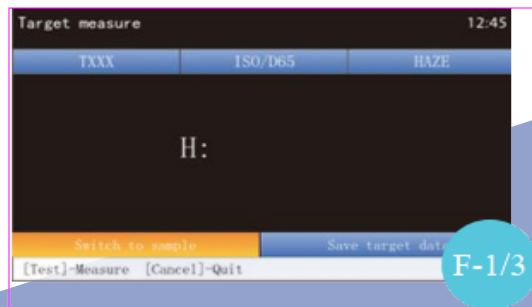 Target measure 12:45
TXXX ISO/D65 HAZE
H:
Switch to sample Save target data
[Test]-Measure [Cancel]-Quit
F-1/3